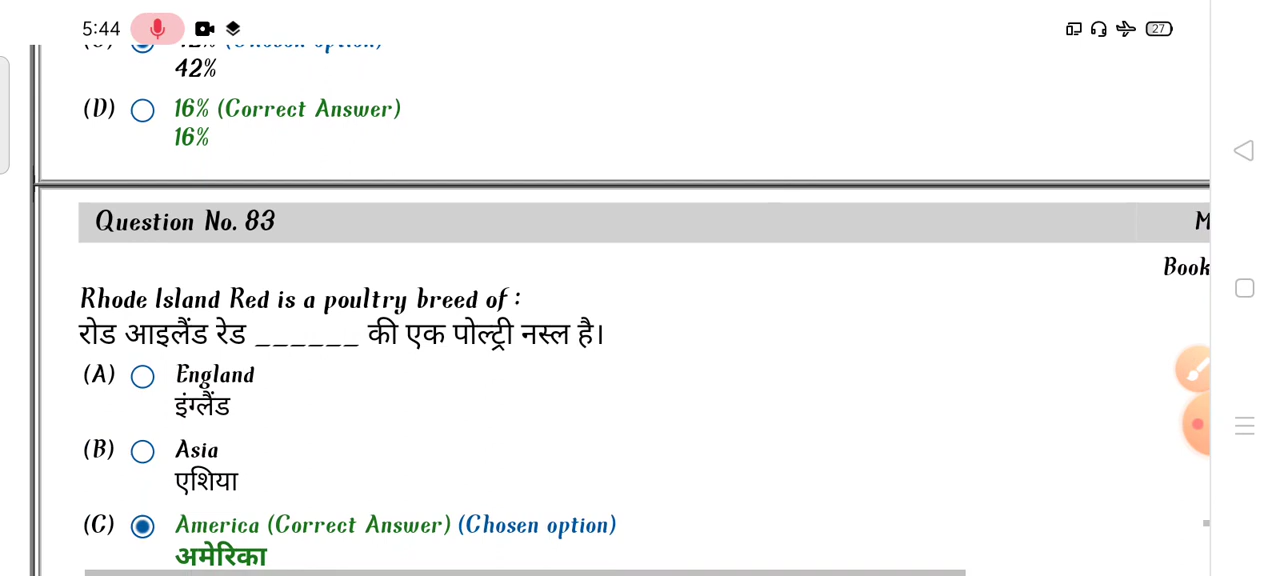 5:44
27
42%
(D) 16% (Correct Answer)
16%
Question No. 83
M
Book
Rhode Island Red is a poultry breed of :
रोड आइलैंड रेड ______ की एक पोल्ट्री नस्ल है।
(A) England
इंग्लैंड
(B) Asia
एशिया
(C) America (Correct Answer) (Chosen option)
अमेरिका